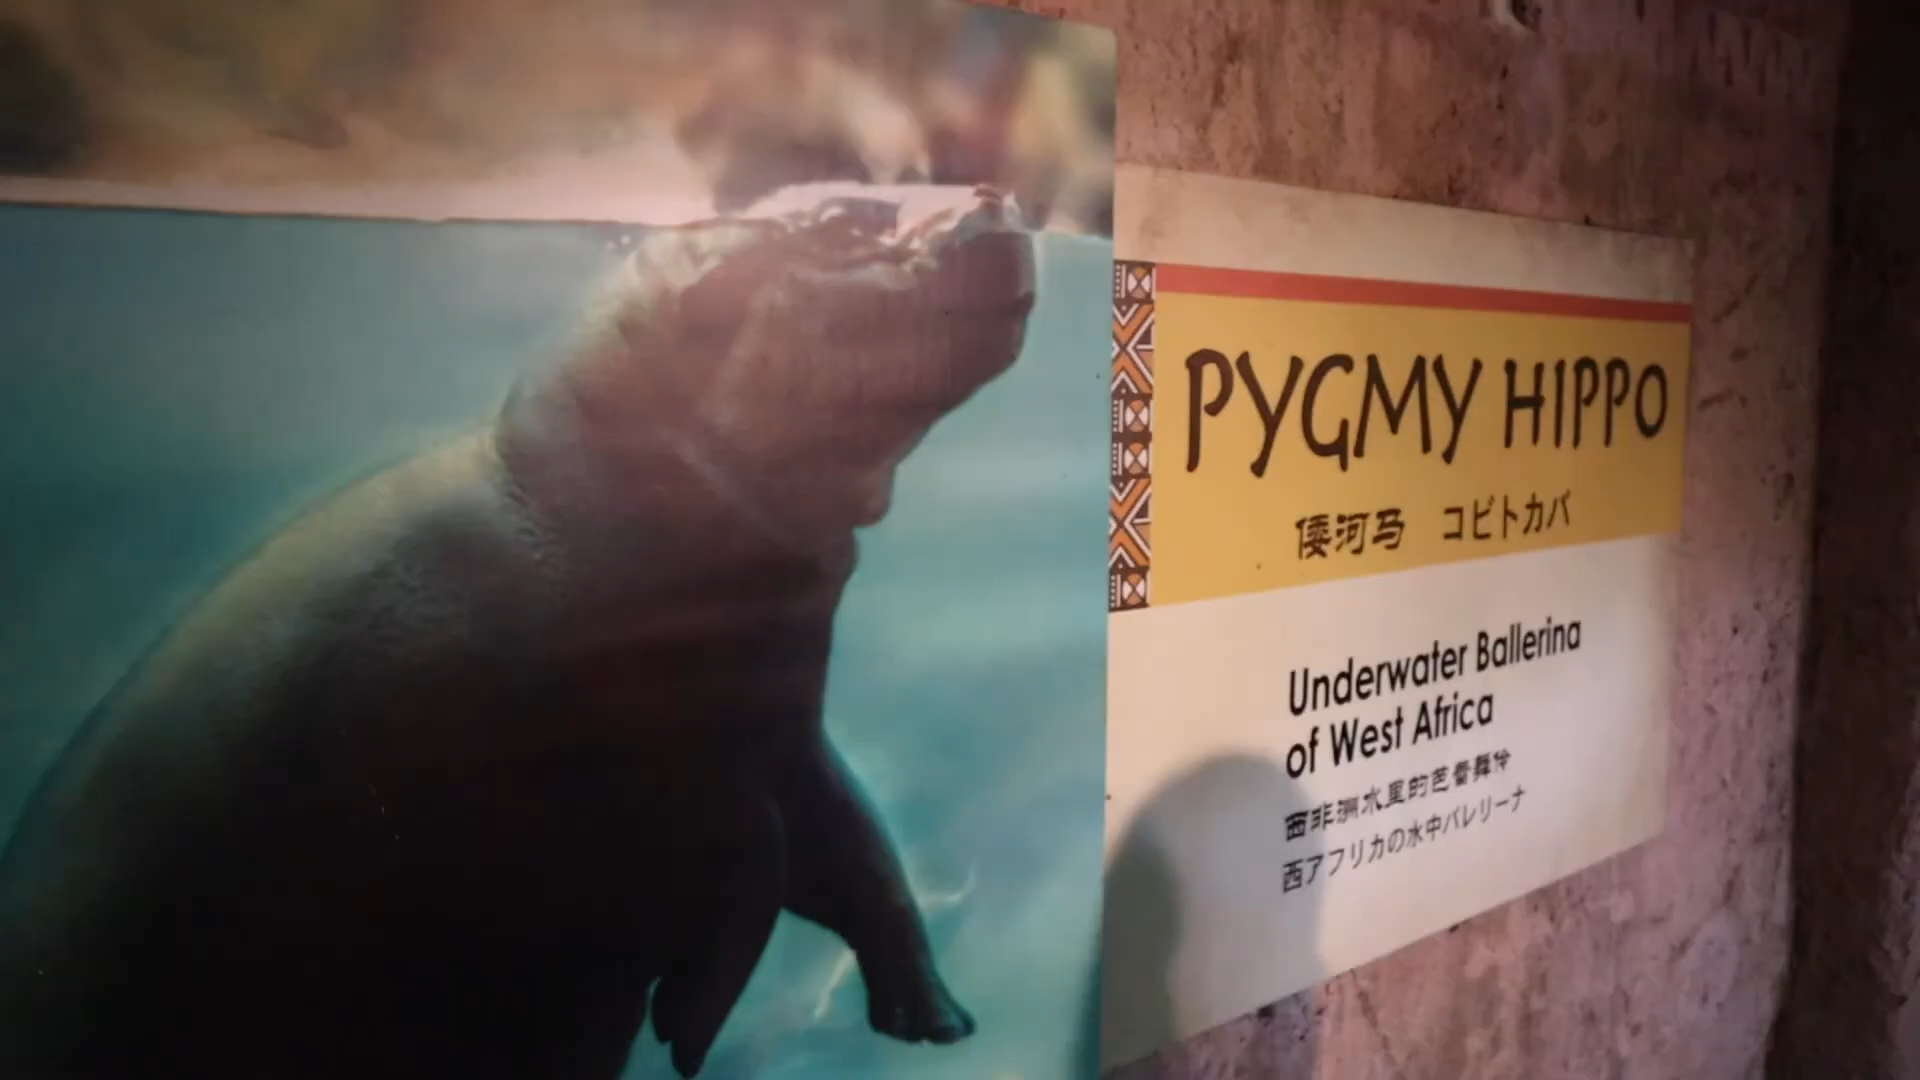 PYGMY HIPPO
倭河马 コビトカバ
Underwater Ballerina
of West Africa
西非洲水里的芭蕾舞伶
西アフリカの水中バレリーナ